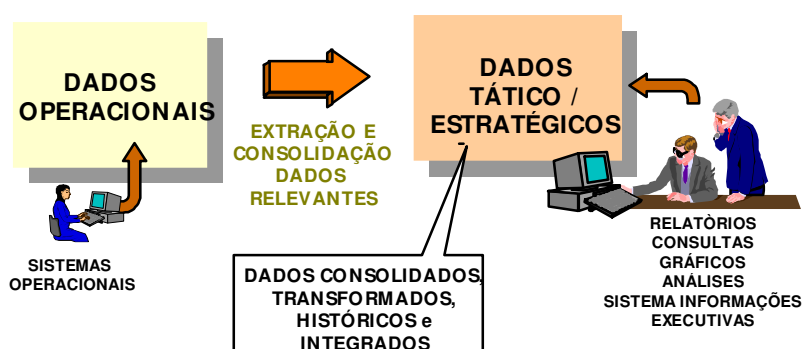 DADOS
OPERACIONAIS
SISTEMAS
OPERACIONAIS
EXTRAÇÃO E
CONSOLIDAÇÃO
DADOS
RELEVANTES
DADOS
TÁTICO /
ESTRATÉGICOS
DADOS CONSOLIDADOS,
TRANSFORMADOS,
HISTÓRICOS e
INTEGRADOS
RELATÒRIOS
CONSULTAS
GRÁFICOS
ANÁLISES
SISTEMA INFORMAÇÕES
EXECUTIVAS